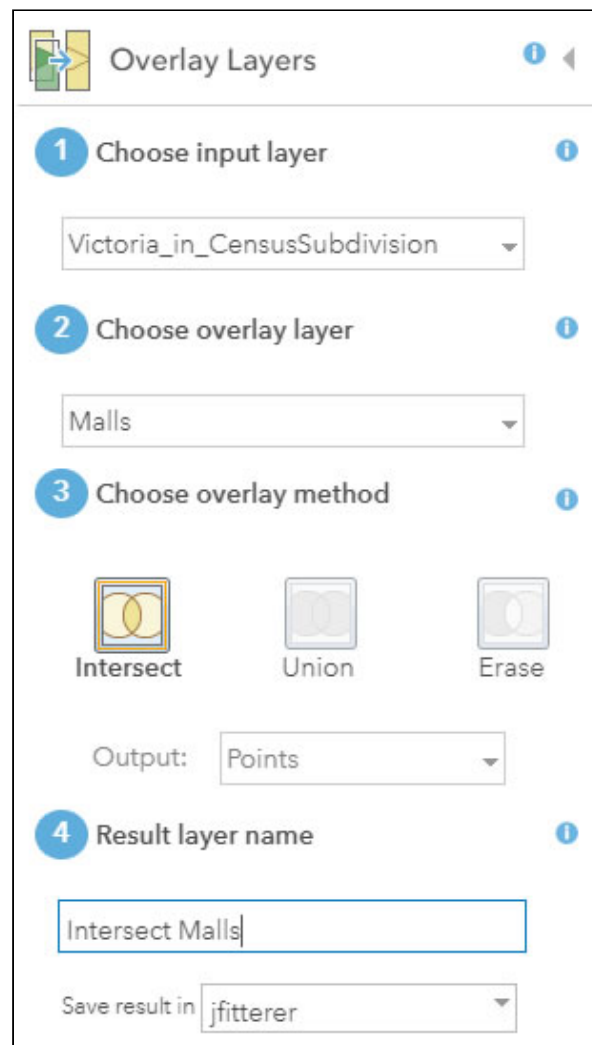 Overlay Layers
1 Choose input layer
Victoria_in_CensusSubdivision
2 Choose overlay layer
Malls
3 Choose overlay method
Intersect Union Erase
Output: Points
4 Result layer name
Intersect Malls
Save result in jfitterer